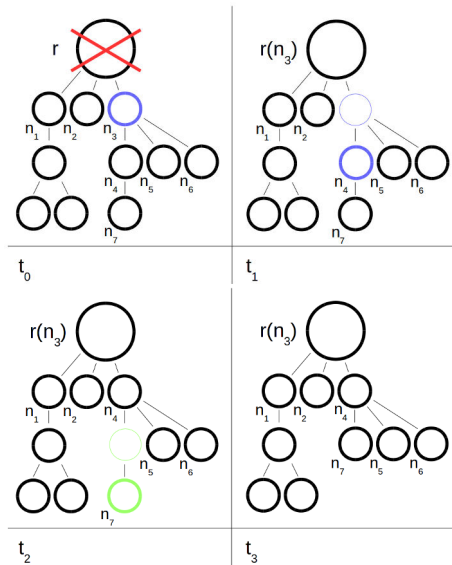 r
n1 n2 n3
n4 n5 n6
n7
t0
r(n3)
n1 n2
n4 n5 n6
n7
t1
r(n3)
n1 n2 n4
n5 n6
n7
t2
r(n3)
n1 n2 n4
n7 n5 n6
t3